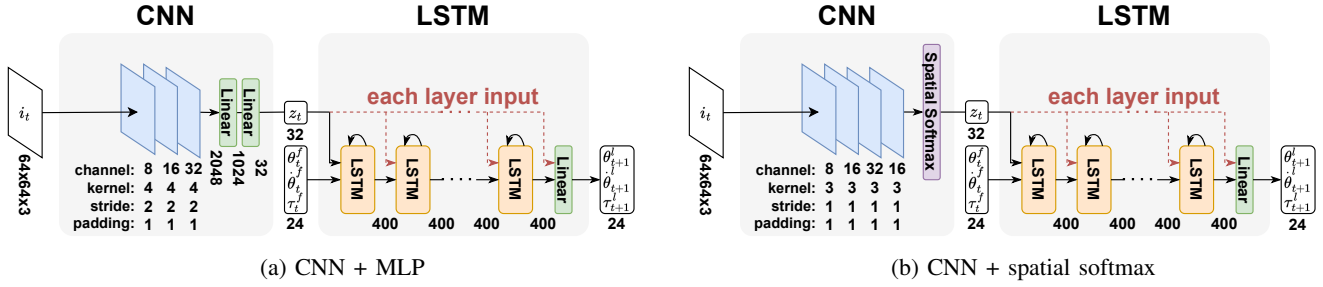 CNN
LSTM
i_t
64x64x3
channel: 8 16 32
kernel: 4 4 4
stride: 2 2 2
padding: 1 1 1
Linear
Linear
2048
1024
32
z_t
32
θ_t^f
θ̇_t^f
τ_t^f
24
each layer input
LSTM
LSTM
....
LSTM
Linear
400
400
400
400
θ_{t+1}^l
θ̇_{t+1}^l
τ_{t+1}^l
24
(a) CNN + MLP
CNN
LSTM
i_t
64x64x3
channel: 8 16 32 16
kernel: 3 3 3 3
stride: 1 1 1 1
padding: 1 1 1 1
Spatial Softmax
z_t
32
θ_t^f
θ̇_t^f
τ_t^f
24
each layer input
LSTM
LSTM
....
LSTM
Linear
400
400
400
400
θ_{t+1}^l
θ̇_{t+1}^l
τ_{t+1}^l
24
(b) CNN + spatial softmax